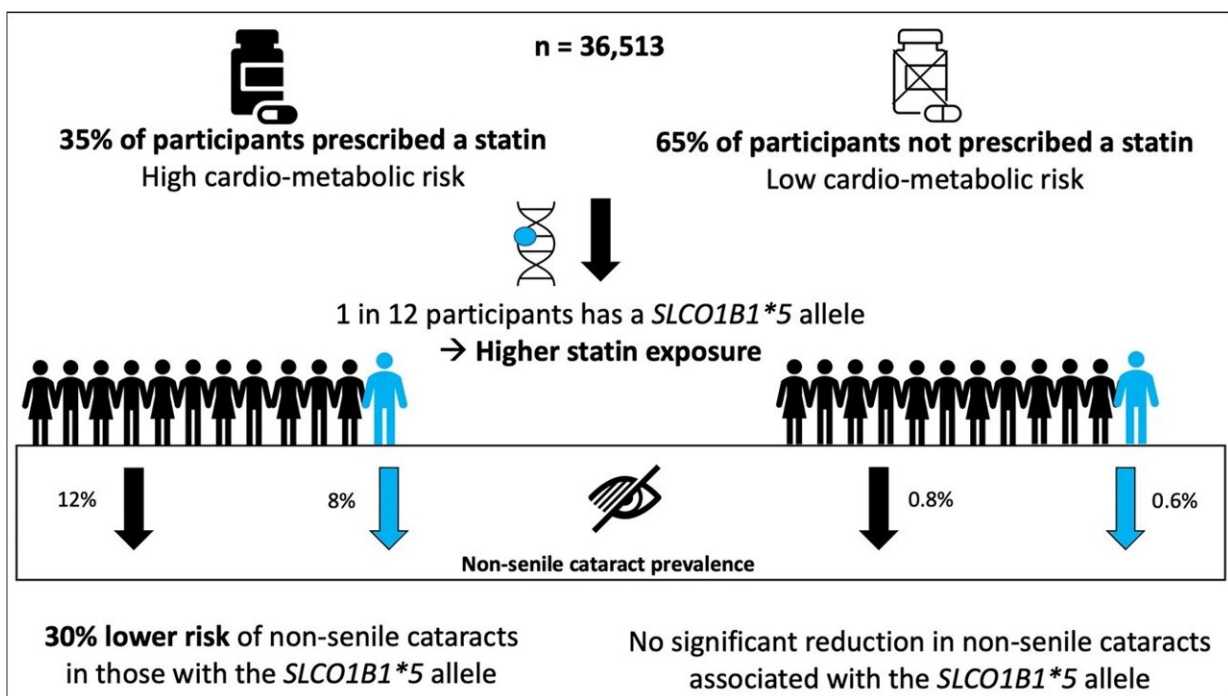 n = 36,513
35% of participants prescribed a statin
High cardio-metabolic risk
65% of participants not prescribed a statin
Low cardio-metabolic risk
1 in 12 participants has a SLCO1B1*5 allele
→ Higher statin exposure
12%
8%
0.8%
0.6%
Non-senile cataract prevalence
30% lower risk of non-senile cataracts
in those with the SLCO1B1*5 allele
No significant reduction in non-senile cataracts
associated with the SLCO1B1*5 allele